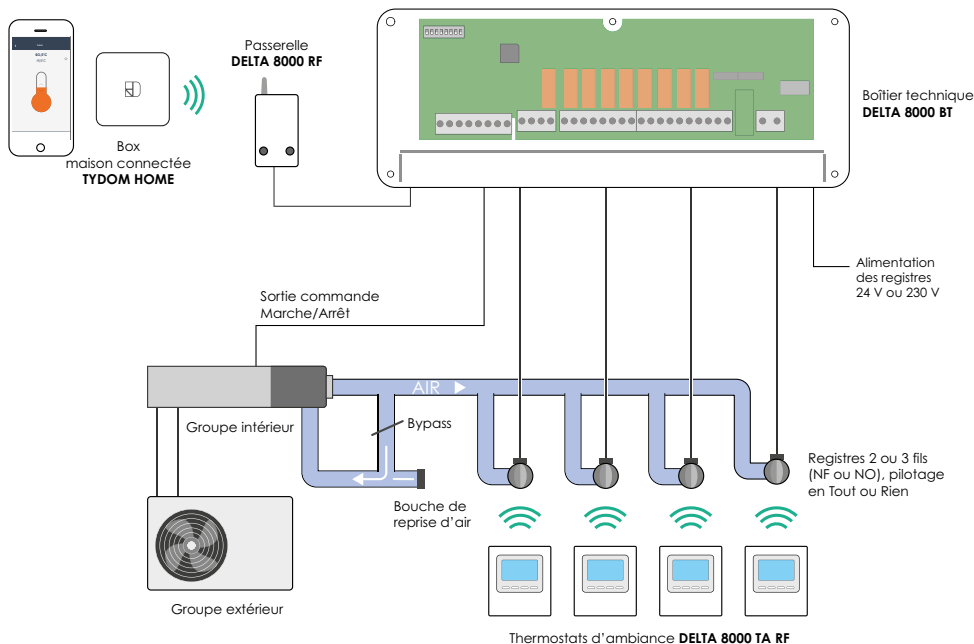 Passerelle
DELTA 8000 RF
Box
maison connectée
TYDOM HOME
Boîtier technique
DELTA 8000 BT
Alimentation
des registres
24 V ou 230 V
Sortie commande
Marche/Arrêt
AIR
Groupe intérieur
Bypass
Bouche de
reprise d'air
Registres 2 ou 3 fils
(NF ou NO), pilotage
en Tout ou Rien
Groupe extérieur
Thermostats d'ambiance DELTA 8000 TA RF